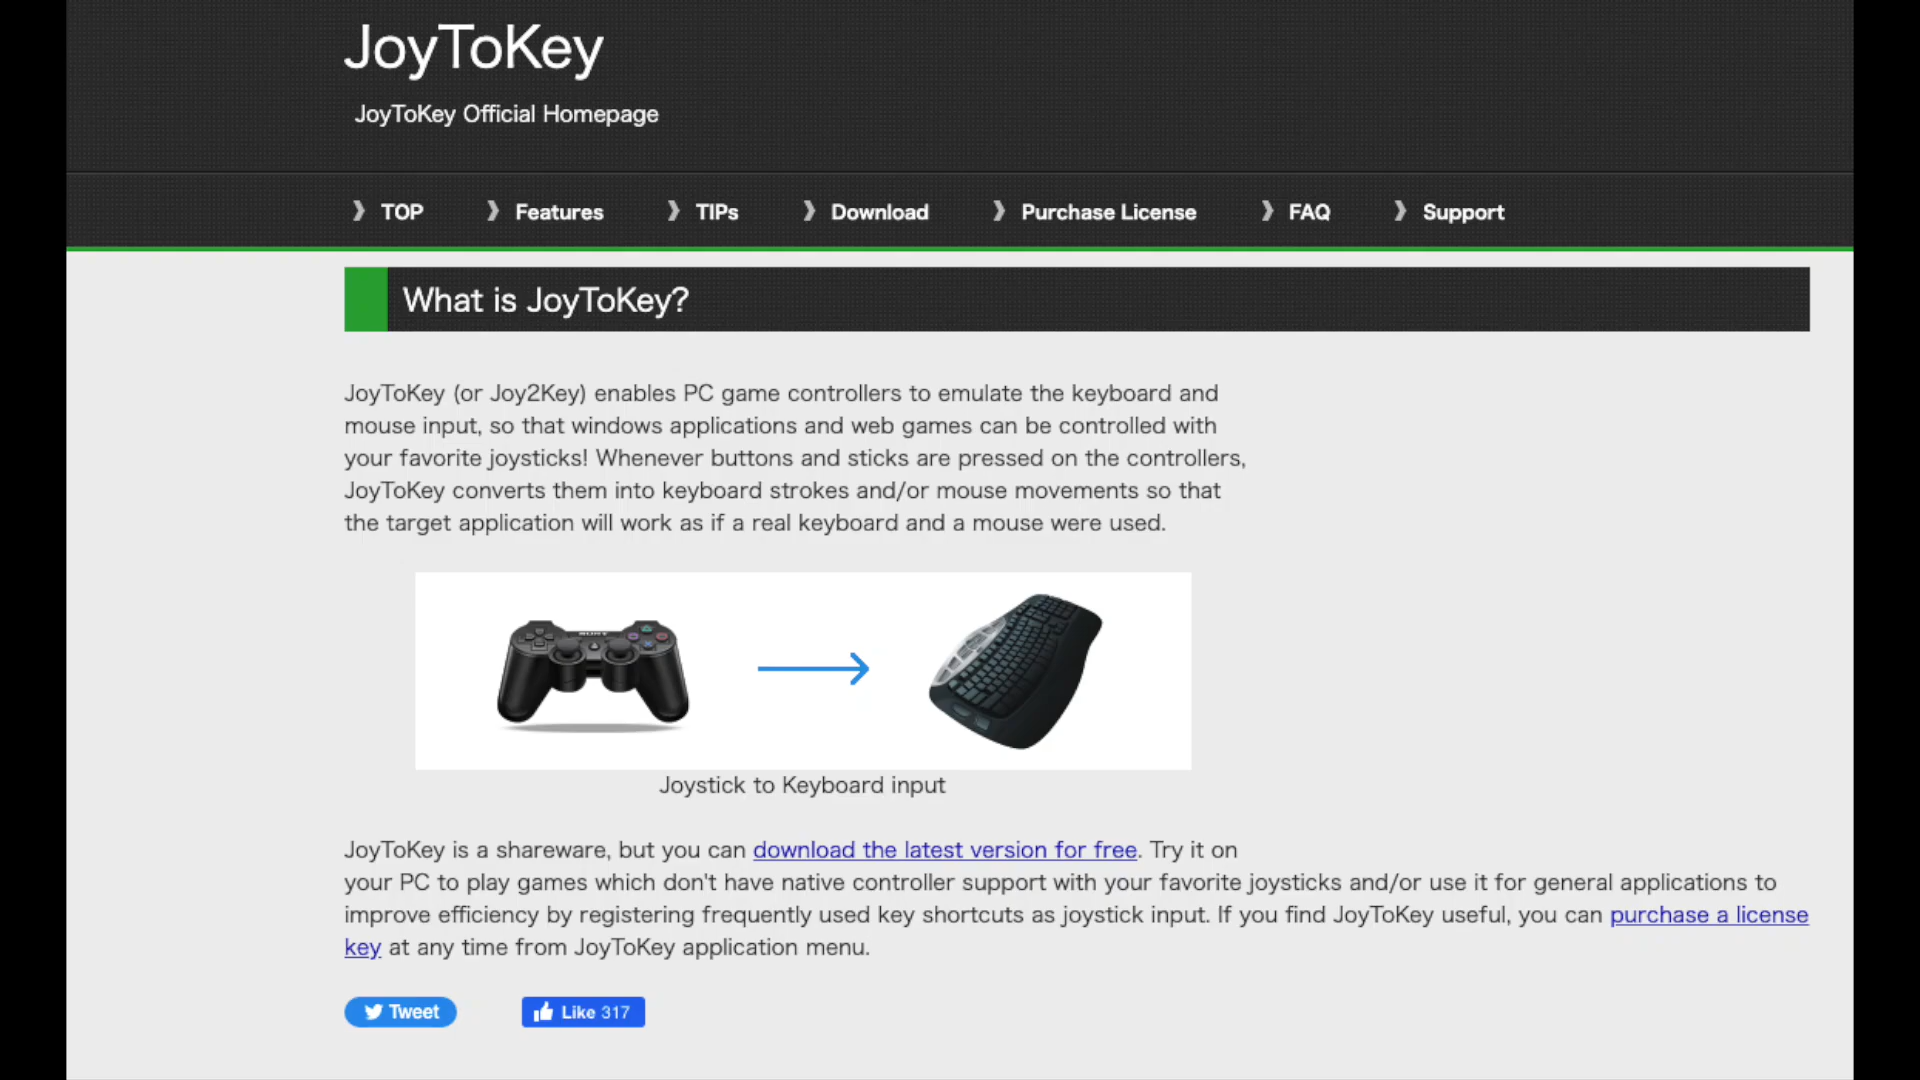 JoyToKey
JoyToKey Official Homepage
❯ TOP ❯ Features ❯ TIPs ❯ Download ❯ Purchase License ❯ FAQ ❯ Support
What is JoyToKey?
JoyToKey (or Joy2Key) enables PC game controllers to emulate the keyboard and
mouse input, so that windows applications and web games can be controlled with
your favorite joysticks! Whenever buttons and sticks are pressed on the controllers,
JoyToKey converts them into keyboard strokes and/or mouse movements so that
the target application will work as if a real keyboard and a mouse were used.
SONY
Joystick to Keyboard input
JoyToKey is a shareware, but you can download the latest version for free. Try it on
your PC to play games which don't have native controller support with your favorite joysticks and/or use it for general applications to
improve efficiency by registering frequently used key shortcuts as joystick input. If you find JoyToKey useful, you can purchase a license
key at any time from JoyToKey application menu.
Tweet
Like 317